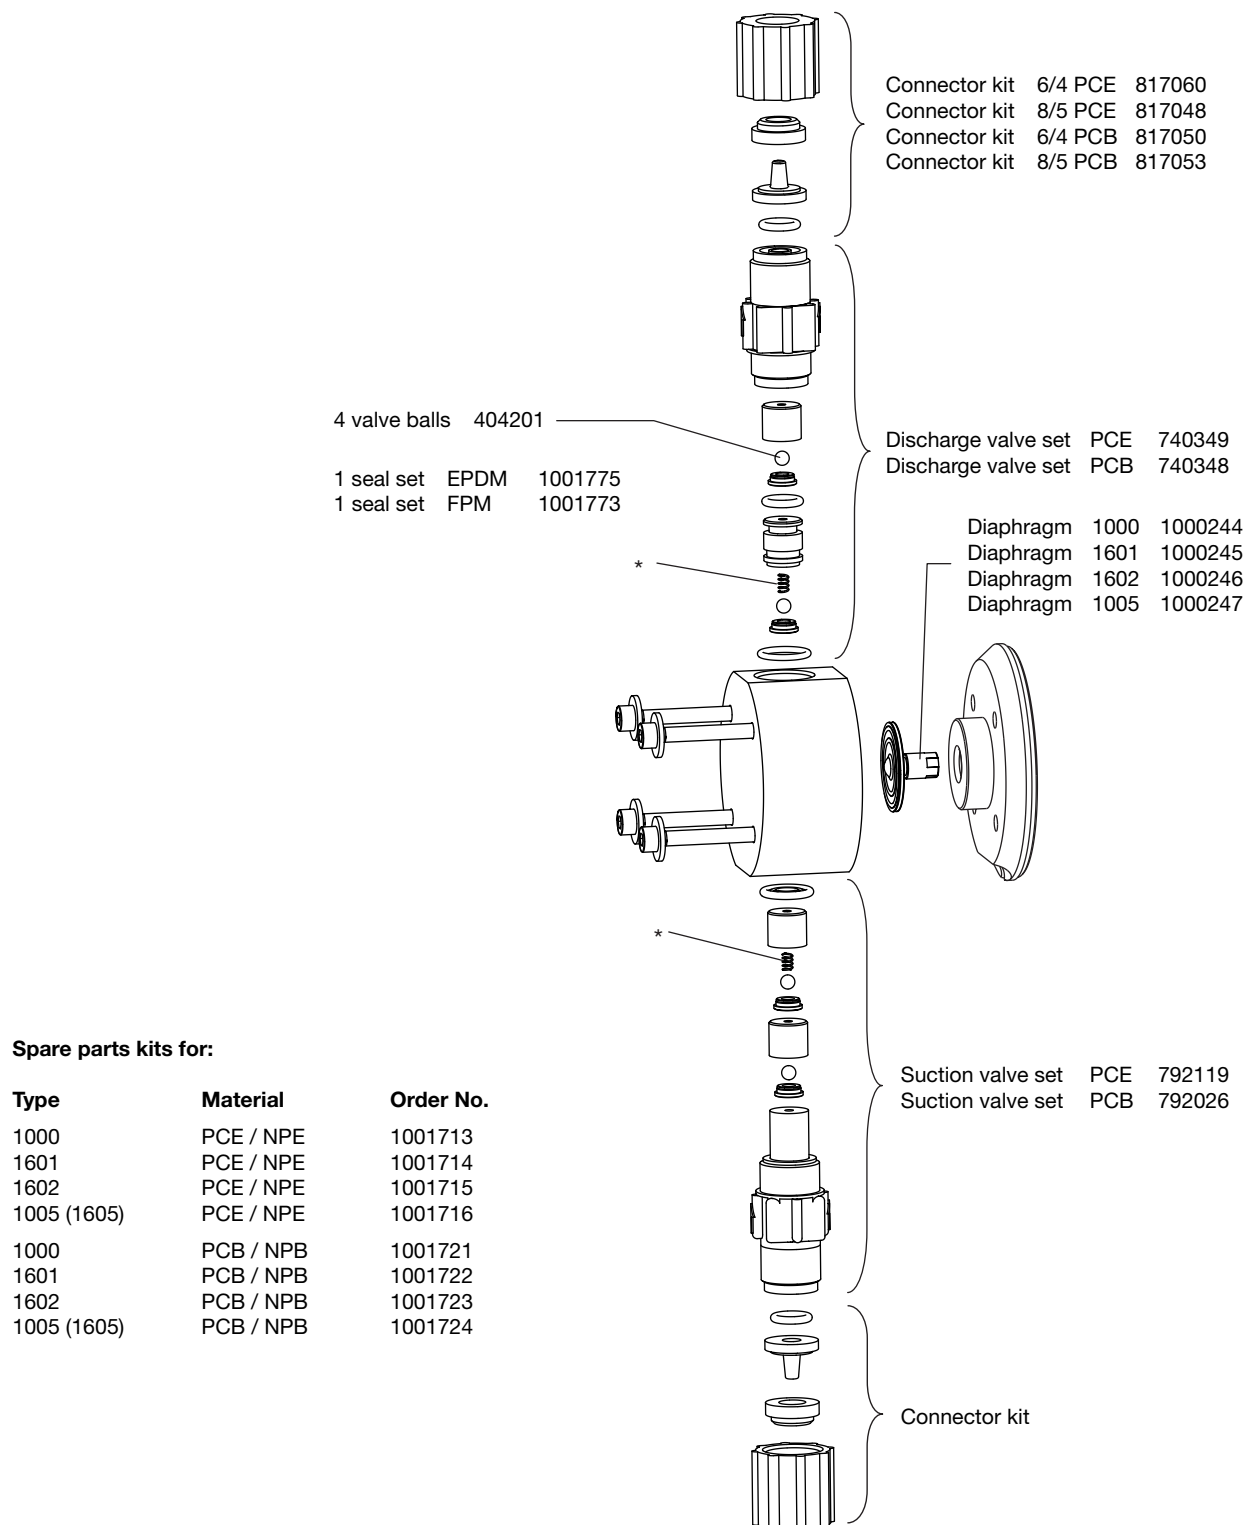 Connector kit 6/4 PCE 817060
Connector kit 8/5 PCE 817048
Connector kit 6/4 PCB 817050
Connector kit 8/5 PCB 817053
4 valve balls 404201
1 seal set EPDM 1001775
1 seal set FPM 1001773
Discharge valve set PCE 740349
Discharge valve set PCB 740348
Diaphragm 1000 1000244
Diaphragm 1601 1000245
Diaphragm 1602 1000246
Diaphragm 1005 1000247
*
*
Spare parts kits for:
Type Material Order No.
1000 PCE / NPE 1001713
1601 PCE / NPE 1001714
1602 PCE / NPE 1001715
1005 (1605) PCE / NPE 1001716
1000 PCB / NPB 1001721
1601 PCB / NPB 1001722
1602 PCB / NPB 1001723
1005 (1605) PCB / NPB 1001724
Suction valve set PCE 792119
Suction valve set PCB 792026
Connector kit